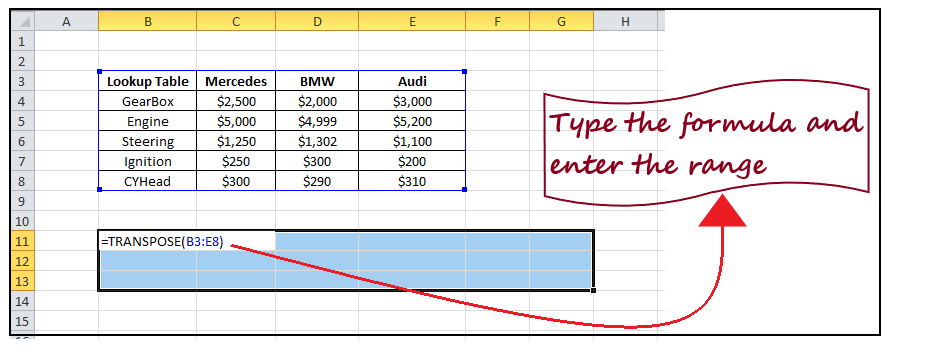 A B C D E F G H
1
2
3 Lookup Table Mercedes BMW Audi
4 GearBox $2,500 $2,000 $3,000
5 Engine $5,000 $4,999 $5,200
6 Steering $1,250 $1,302 $1,100
7 Ignition $250 $300 $200
8 CYHead $300 $290 $310
9
10
11 =TRANSPOSE(B3:E8)
12
13
14
15
Type the formula and
enter the range